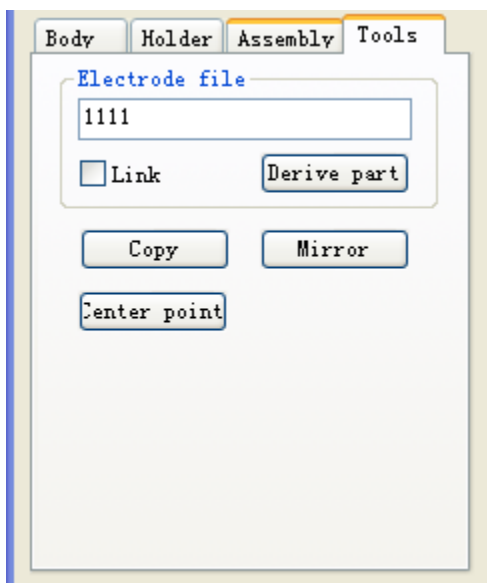 Body Holder Assembly Tools
Electrode file
1111
Link Derive part
Copy Mirror
Center point